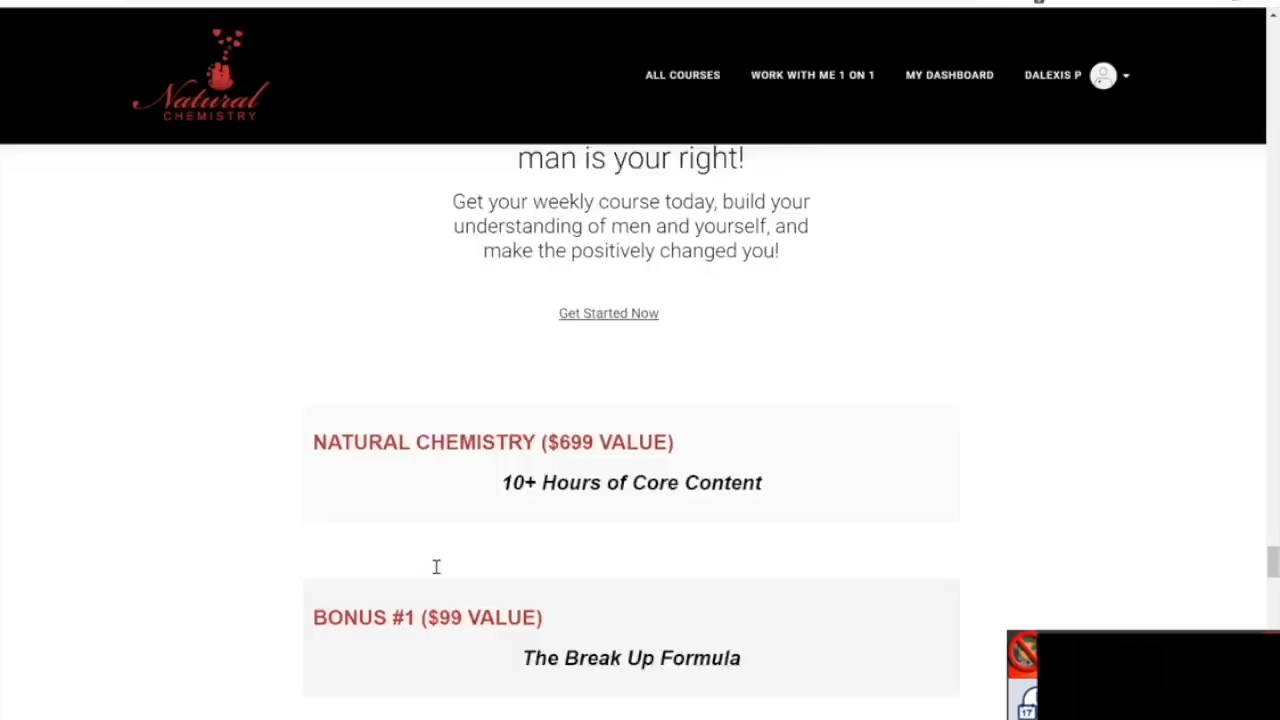 Natural
CHEMISTRY
ALL COURSES WORK WITH ME 1 ON 1 MY DASHBOARD DALEXIS P
man is your right!
Get your weekly course today, build your
understanding of men and yourself, and
make the positively changed you!
Get Started Now
NATURAL CHEMISTRY ($699 VALUE)
10+ Hours of Core Content
BONUS #1 ($99 VALUE)
The Break Up Formula
17